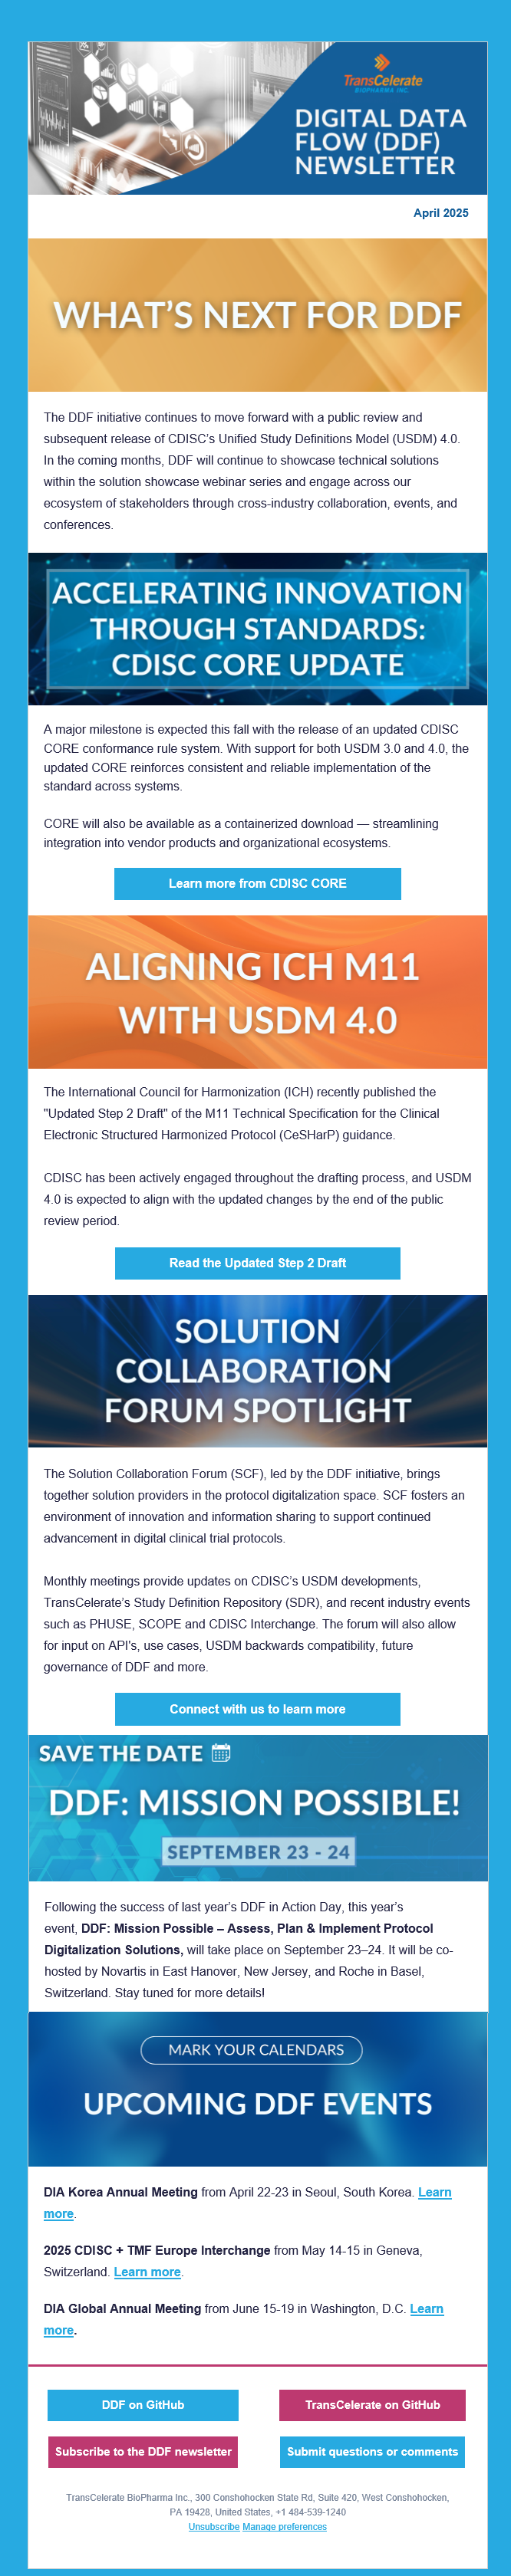 TransCelerate
BIOPHARMA INC
DIGITAL DATA
FLOW (DDF)
NEWSLETTER
April 2025
WHAT'S NEXT FOR DDF
The DDF initiative continues to move forward with a public review and
subsequent release of CDISC's Unified Study Definitions Model (USDM) 4.0.
In the coming months, DDF will continue to showcase technical solutions
within the solution showcase webinar series and engage across our
ecosystem of stakeholders through cross-industry collaboration, events, and
conferences.
ACCELERATING INNOVATION
THROUGH STANDARDS:
CDISC CORE UPDATE
A major milestone is expected this fall with the release of an updated CDISC
CORE conformance rule system. With support for both USDM 3.0 and 4.0, the
updated CORE reinforces consistent and reliable implementation of the
standard across systems.
CORE will also be available as a containerized download — streamlining
integration into vendor products and organizational ecosystems.
Learn more from CDISC CORE
ALIGNING ICH M11
WITH USDM 4.0
The International Council for Harmonization (ICH) recently published the
"Updated Step 2 Draft" of the M11 Technical Specification for the Clinical
Electronic Structured Harmonized Protocol (CeSHarP) guidance.
CDISC has been actively engaged throughout the drafting process, and USDM
4.0 is expected to align with the updated changes by the end of the public
review period.
Read the Updated Step 2 Draft
SOLUTION
COLLABORATION
FORUM SPOTLIGHT
The Solution Collaboration Forum (SCF), led by the DDF initiative, brings
together solution providers in the protocol digitalization space. SCF fosters an
environment of innovation and information sharing to support continued
advancement in digital clinical trial protocols.
Monthly meetings provide updates on CDISC's USDM developments,
TransCelerate's Study Definition Repository (SDR), and recent industry events
such as PHUSE, SCOPE and CDISC Interchange. The forum will also allow
for input on API's, use cases, USDM backwards compatibility, future
governance of DDF and more.
Connect with us to learn more
SAVE THE DATE
DDF: MISSION POSSIBLE!
SEPTEMBER 23 - 24
Following the success of last year's DDF in Action Day, this year's
event, DDF: Mission Possible – Assess, Plan & Implement Protocol
Digitalization Solutions, will take place on September 23–24. It will be co-
hosted by Novartis in East Hanover, New Jersey, and Roche in Basel,
Switzerland. Stay tuned for more details!
MARK YOUR CALENDARS
UPCOMING DDF EVENTS
DIA Korea Annual Meeting from April 22-23 in Seoul, South Korea. Learn
more.
2025 CDISC + TMF Europe Interchange from May 14-15 in Geneva,
Switzerland. Learn more.
DIA Global Annual Meeting from June 15-19 in Washington, D.C. Learn
more.
DDF on GitHub
TransCelerate on GitHub
Subscribe to the DDF newsletter
Submit questions or comments
TransCelerate BioPharma Inc., 300 Conshohocken State Rd, Suite 420, West Conshohocken,
PA 19428, United States, +1 484-539-1240
Unsubscribe Manage preferences